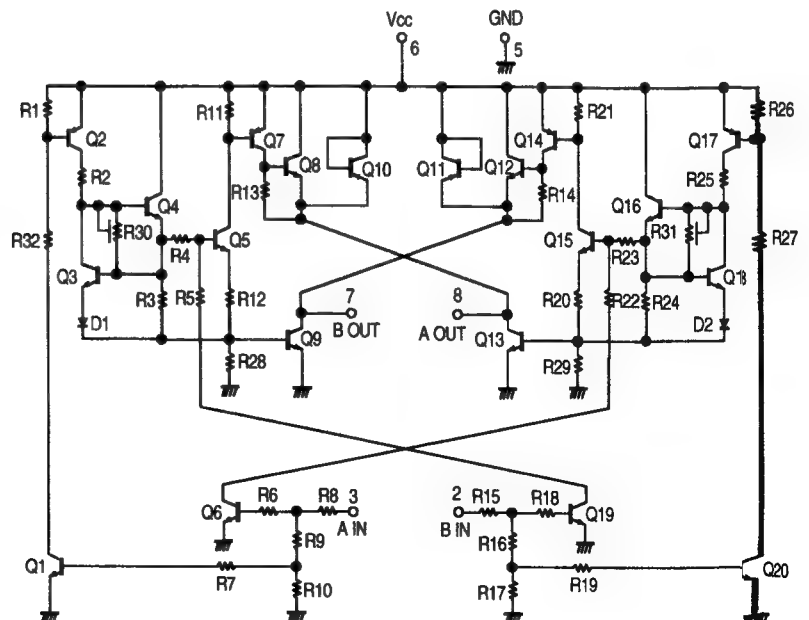 Vcc GND
6 5
R1 R11 R21 R26
Q2 Q7 Q8 Q10 Q11 Q12 Q14 Q17
R2 R13 R14 R25
Q4 Q16
R32 R30 R4 Q5 Q15 R23 R31 R27
Q3 R3 R5 R12 R20 R22 R24 Q18
7 8
D1 Q9 B OUT A OUT Q13 D2
R28 R29
Q6 R6 R8 3 2 R15 R18 Q19
A IN B IN
R9 R16
Q1 R7 R10 R17 R19 Q20